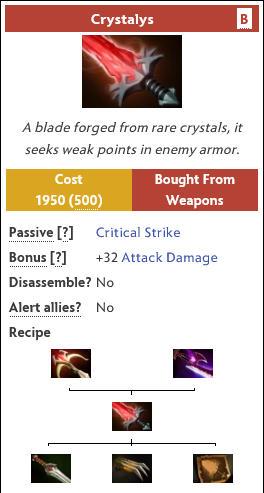 Crystalys B
A blade forged from rare crystals, it
seeks weak points in enemy armor.
Cost Bought From
1950 (500) Weapons
Passive [?] Critical Strike
Bonus [?] +32 Attack Damage
Disassemble? No
Alert allies? No
Recipe